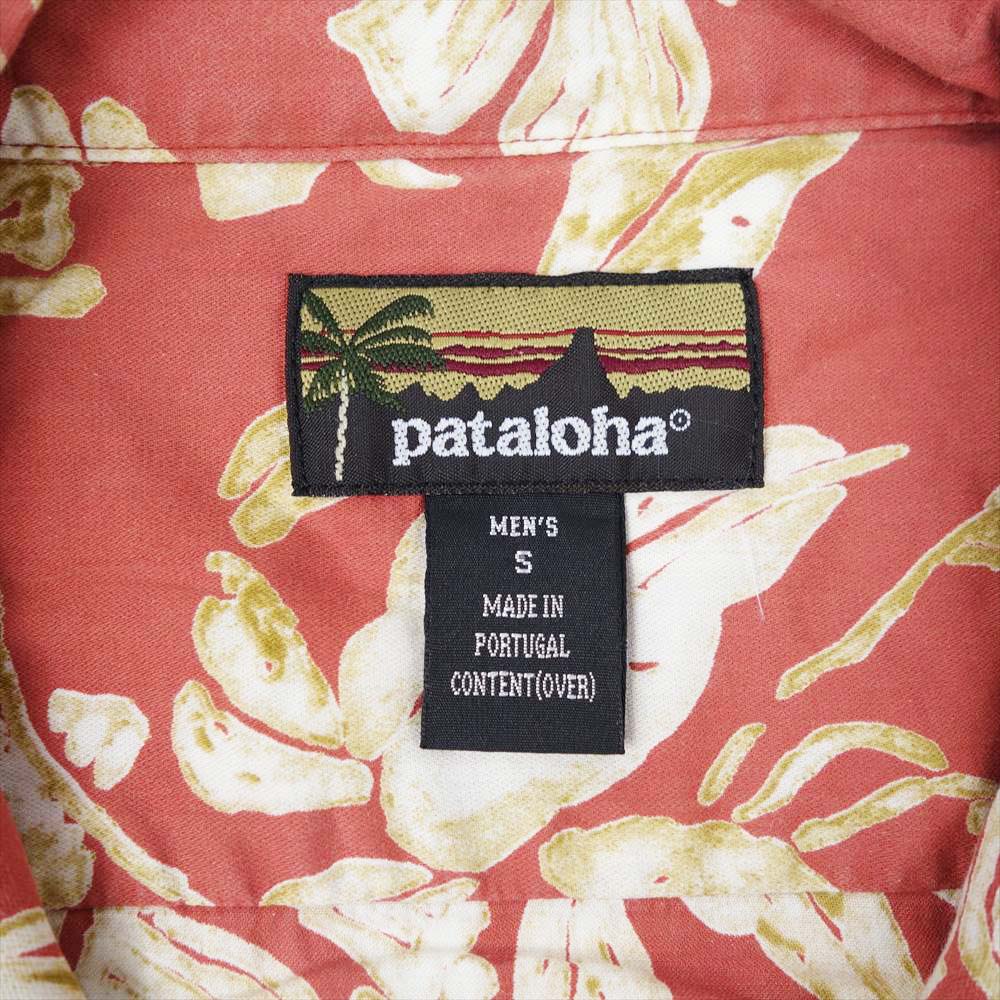 pataloha®
MEN'S
S
MADE IN
PORTUGAL
CONTENT(OVER)